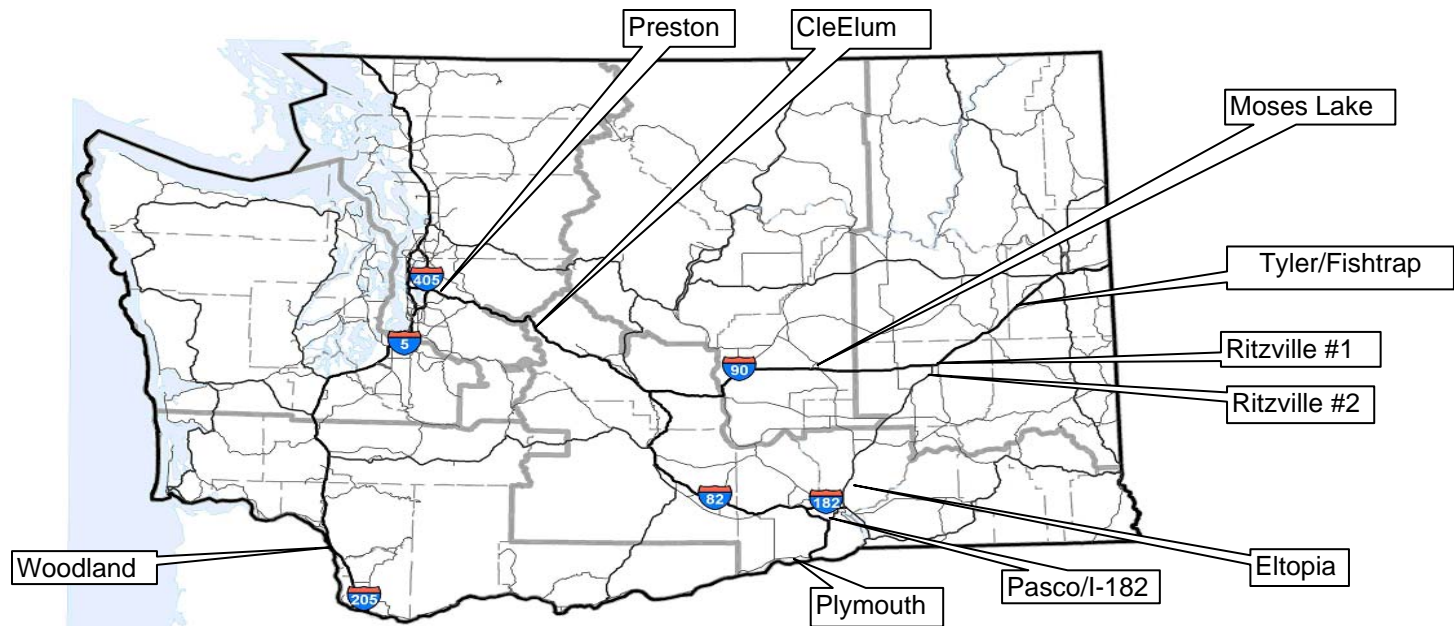 Preston
CleElum
Moses Lake
Tyler/Fishtrap
405
5
90
Ritzville #1
Ritzville #2
82
182
Woodland
205
Plymouth
Pasco/I-182
Eltopia